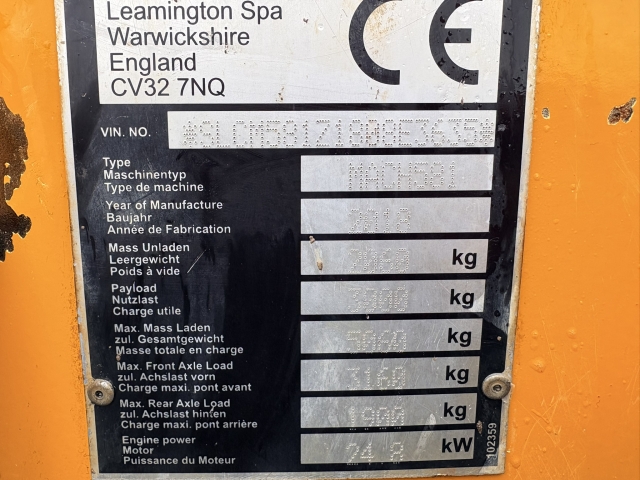 Leamington Spa
Warwickshire
England
CV32 7NQ
CE
VIN. NO.
Type
Maschinentyp
Type de machine
MACH581
Year of Manufacture
Baujahr
Année de Fabrication
2018
Mass Unladen
Leergewicht
Poids à vide
kg
Payload
Nutzlast
Charge utile
kg
Max. Mass Laden
zul. Gesamtgewicht
Masse totale en charge
5060 kg
Max. Front Axle Load
zul. Achslast vorn
Charge maxi. pont avant
3160 kg
Max. Rear Axle Load
zul. Achslast hinten
Charge maxi. pont arrière
1900 kg
Engine power
Motor
Puissance du Moteur
24.8 kW
102359